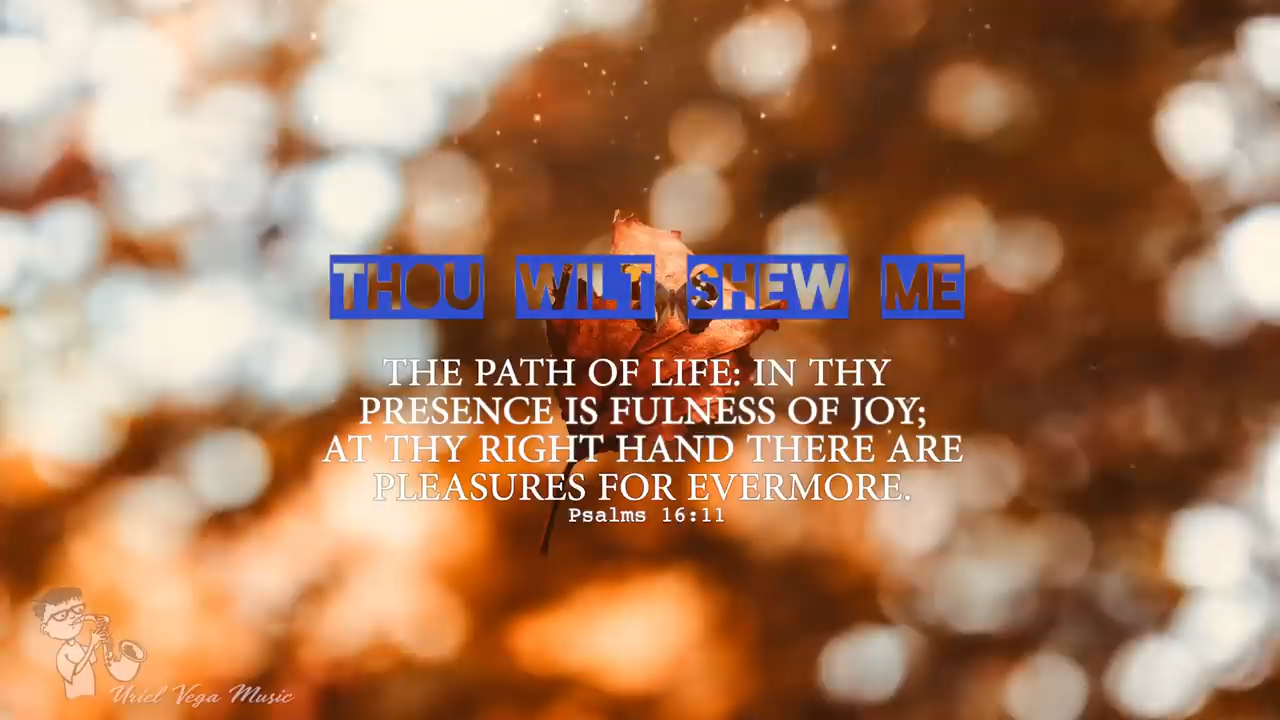 THOU WILT SHEW ME
THE PATH OF LIFE: IN THY
PRESENCE IS FULNESS OF JOY;
AT THY RIGHT HAND THERE ARE
PLEASURES FOR EVERMORE.
Psalms 16:11
Uriel Vega Music